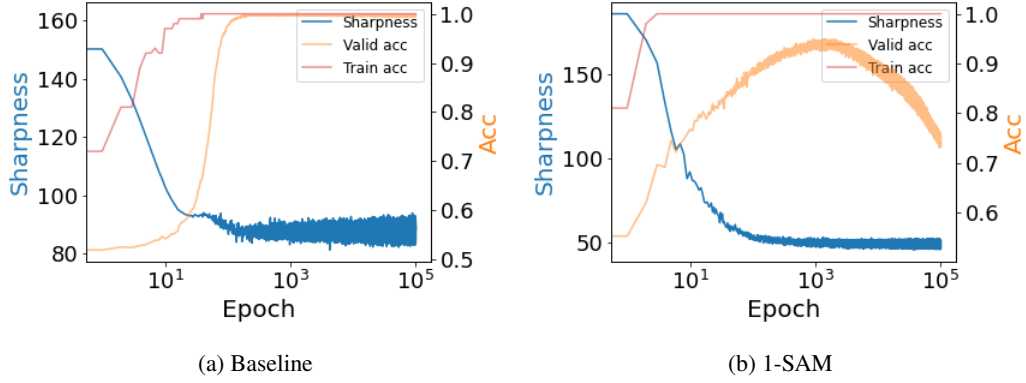 160
140
120
100
80
Sharpness
1.0
0.9
0.8
0.7
0.6
0.5
Acc
Sharpness
Valid acc
Train acc
10^1
10^3
10^5
Epoch
(a) Baseline
150
100
50
Sharpness
1.0
0.9
0.8
0.7
0.6
Acc
Sharpness
Valid acc
Train acc
10^1
10^3
10^5
Epoch
(b) 1-SAM